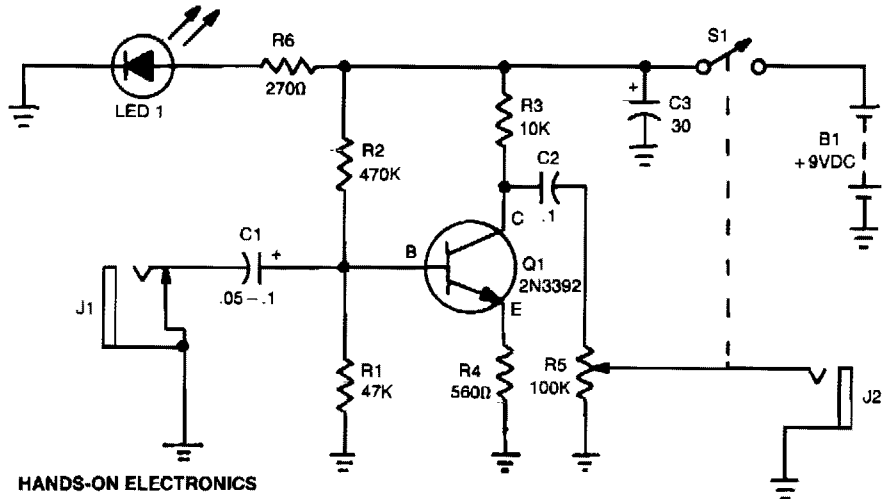 S1
R6
270Ω
LED 1
R3
10K
+
C3
30
B1
+9VDC
R2
470K
C2
.1
C
C1
+
.05-.1
B
Q1
2N3392
E
J1
R1
47K
R4
560Ω
R5
100K
J2
HANDS-ON ELECTRONICS